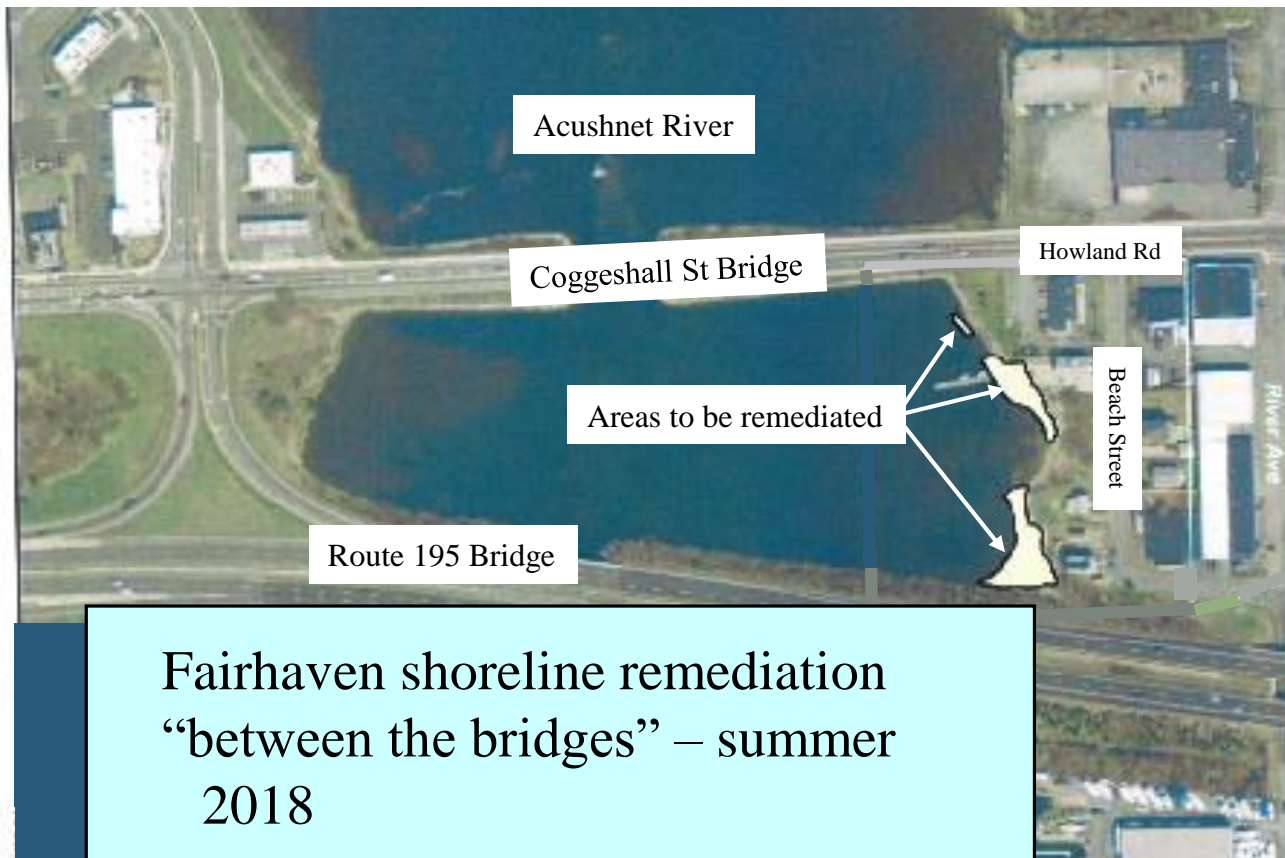 Acushnet River
Coggeshall St Bridge
Howland Rd
Areas to be remediated
Beach Street
River Ave
Route 195 Bridge
Fairhaven shoreline remediation
“between the bridges” – summer
2018